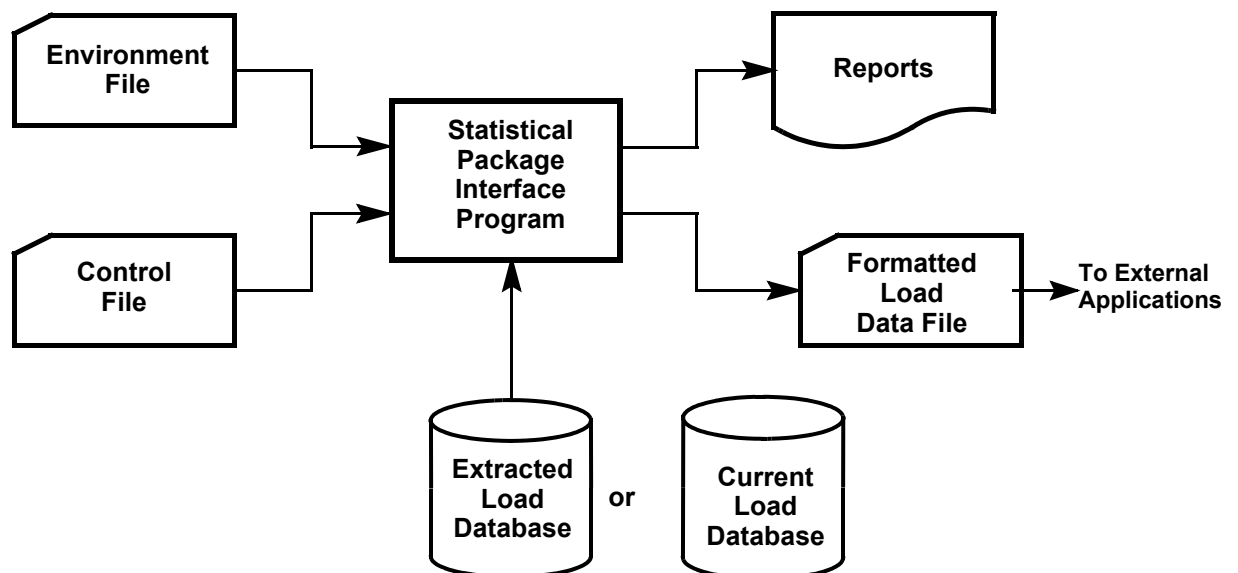 Environment
File
Reports
Statistical
Package
Interface
Program
Control
File
Formatted
Load
Data File
To External
Applications
Extracted
Load
Database
or
Current
Load
Database